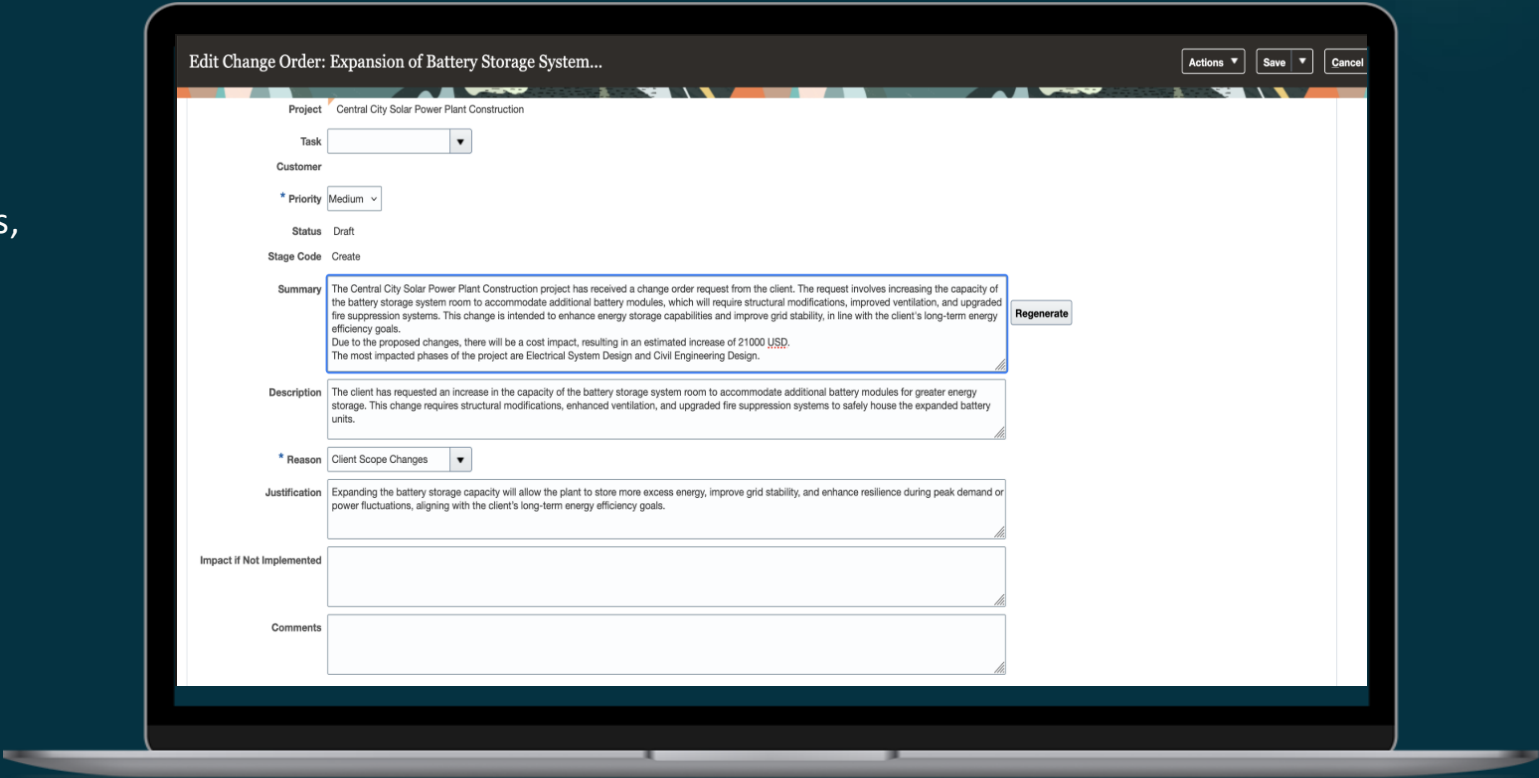 s,
Edit Change Order: Expansion of Battery Storage System...
Actions
Save
Cancel
Project Central City Solar Power Plant Construction
Task
Customer
* Priority Medium
Status Draft
Stage Code Create
Summary The Central City Solar Power Plant Construction project has received a change order request from the client. The request involves increasing the capacity of
the battery storage system room to accommodate additional battery modules, which will require structural modifications, improved ventilation, and upgraded
fire suppression systems. This change is intended to enhance energy storage capabilities and improve grid stability, in line with the client's long-term energy
efficiency goals.
Due to the proposed changes, there will be a cost impact, resulting in an estimated increase of 21000 USD.
The most impacted phases of the project are Electrical System Design and Civil Engineering Design.
Regenerate
Description The client has requested an increase in the capacity of the battery storage system room to accommodate additional battery modules for greater energy
storage. This change requires structural modifications, enhanced ventilation, and upgraded fire suppression systems to safely house the expanded battery
units.
* Reason Client Scope Changes
Justification Expanding the battery storage capacity will allow the plant to store more excess energy, improve grid stability, and enhance resilience during peak demand or
power fluctuations, aligning with the client's long-term energy efficiency goals.
Impact if Not Implemented
Comments